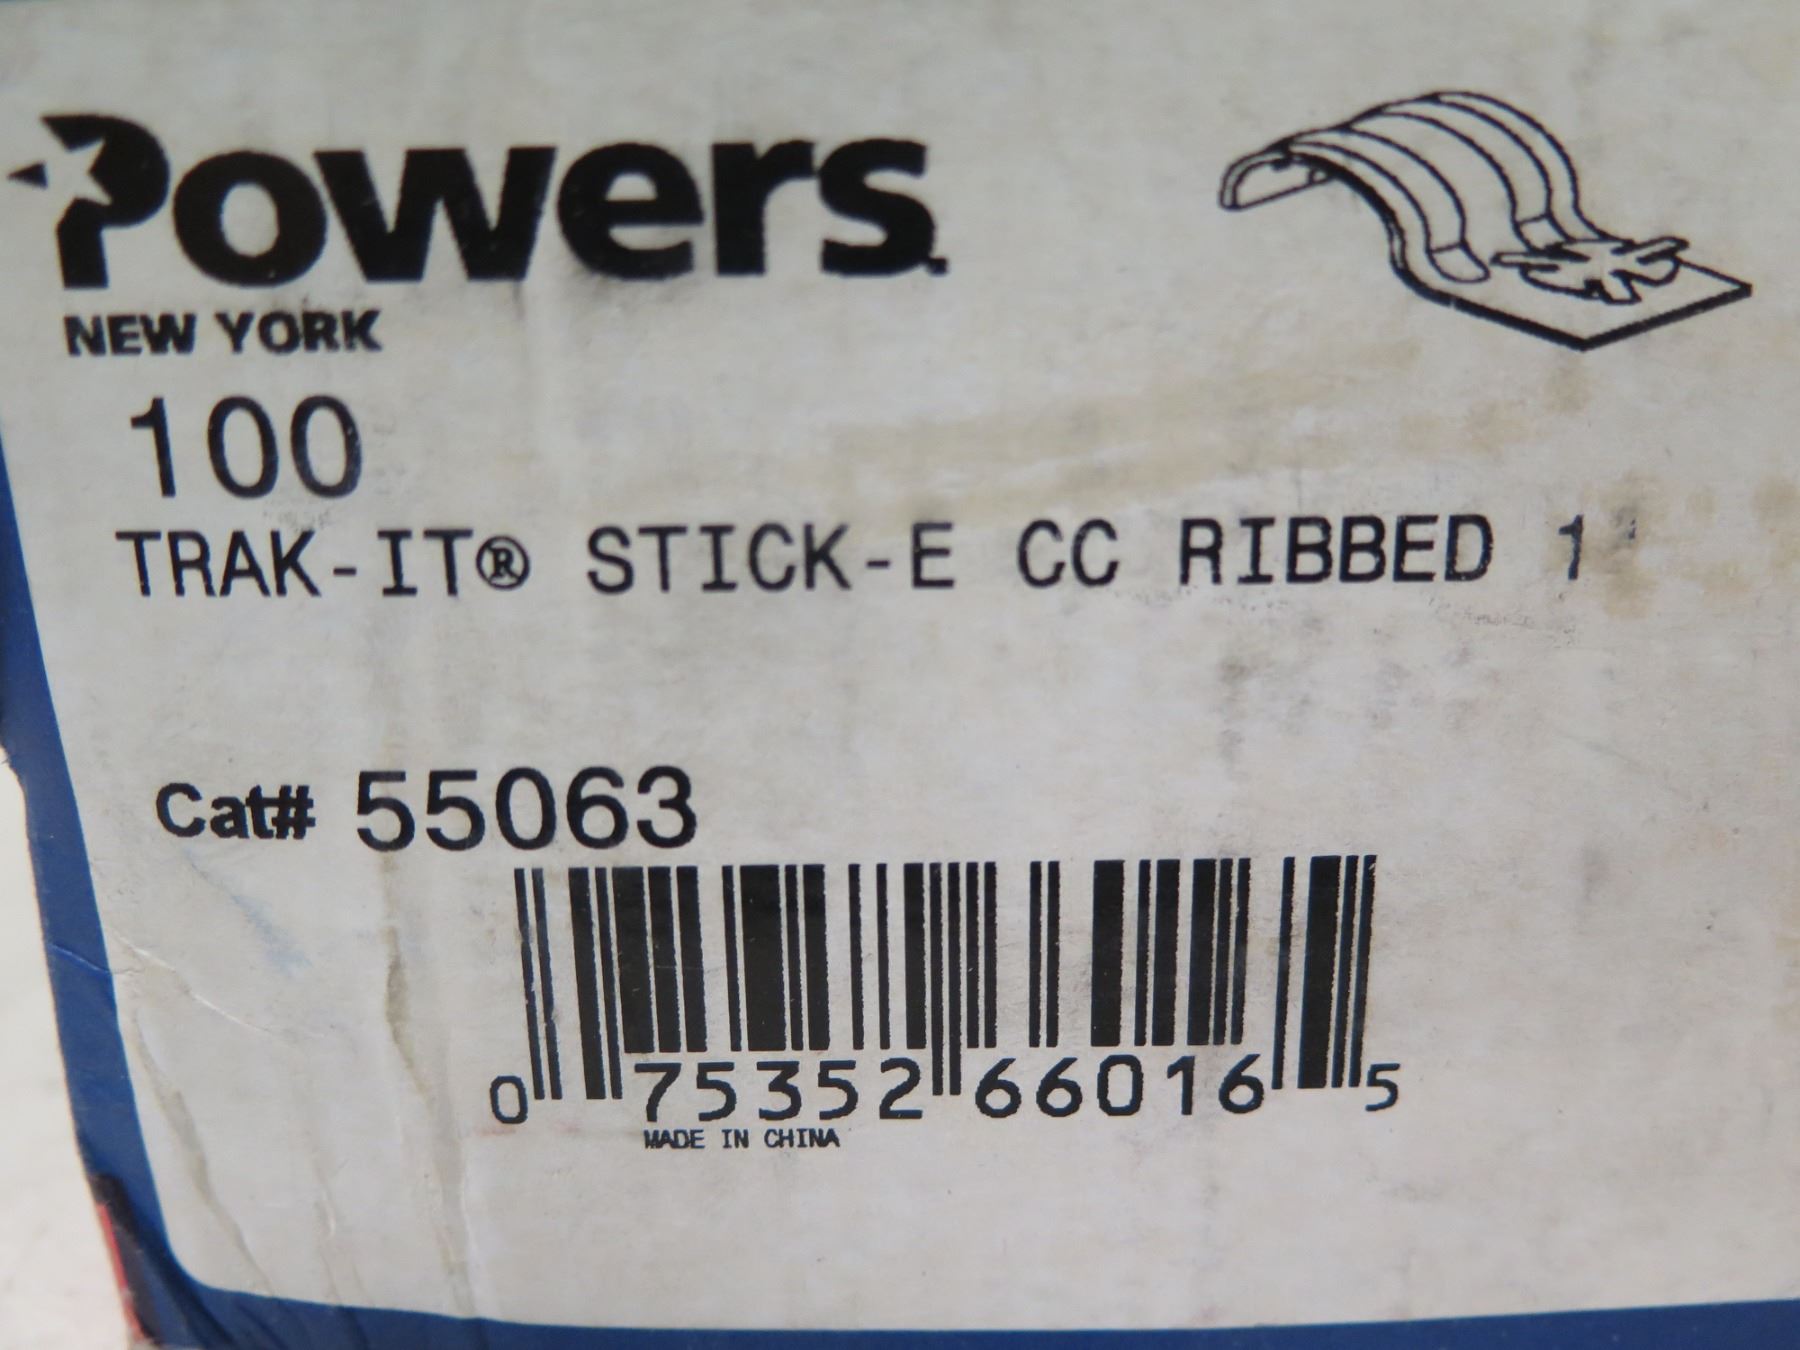 Powers
NEW YORK
100
TRAK-IT® STICK-E CC RIBBED 1"
Cat# 55063
0 75352 66016 5
MADE IN CHINA